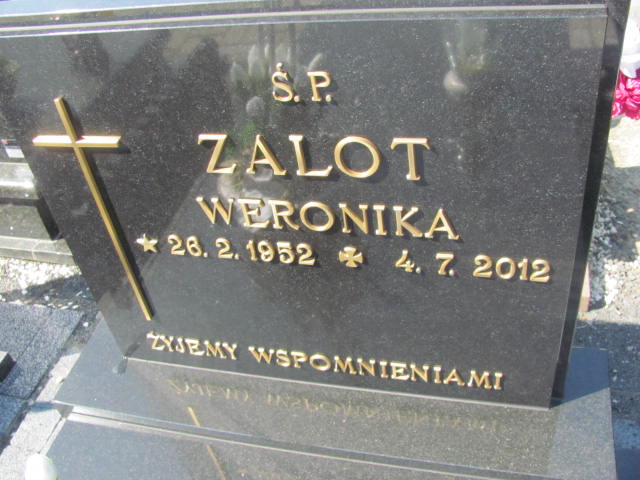 Ś.P.
ZALOT
WERONIKA
26.2.1952 4.7.2012
ŻYJEMY WSPOMNIENIAMI